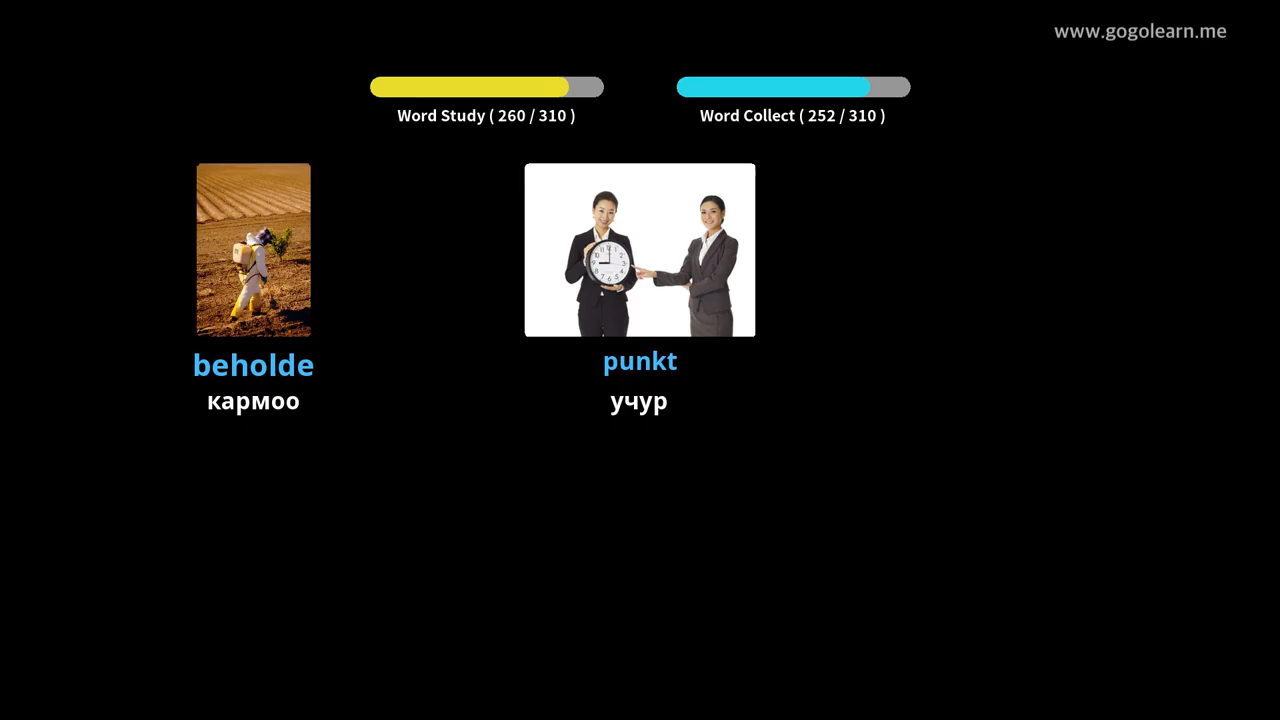 www.gogolearn.me
Word Study ( 260 / 310 )
Word Collect ( 252 / 310 )
beholde
кармоо
punkt
учур